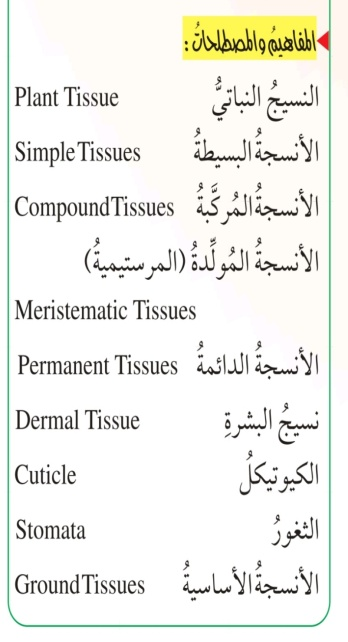 المفاهيمُ والمصطلحاتُ :
النسيجُ النباتيُّ Plant Tissue
الأنسجةُ البسيطةُ Simple Tissues
الأنسجةُ المُركَّبةُ Compound Tissues
الأنسجةُ المُولِّدةُ (المرستيميةُ)
Meristematic Tissues
الأنسجةُ الدائمةُ Permanent Tissues
نسيجُ البشرةِ Dermal Tissue
الكيوتيكلُ Cuticle
الثغورُ Stomata
الأنسجةُ الأساسيةُ Ground Tissues